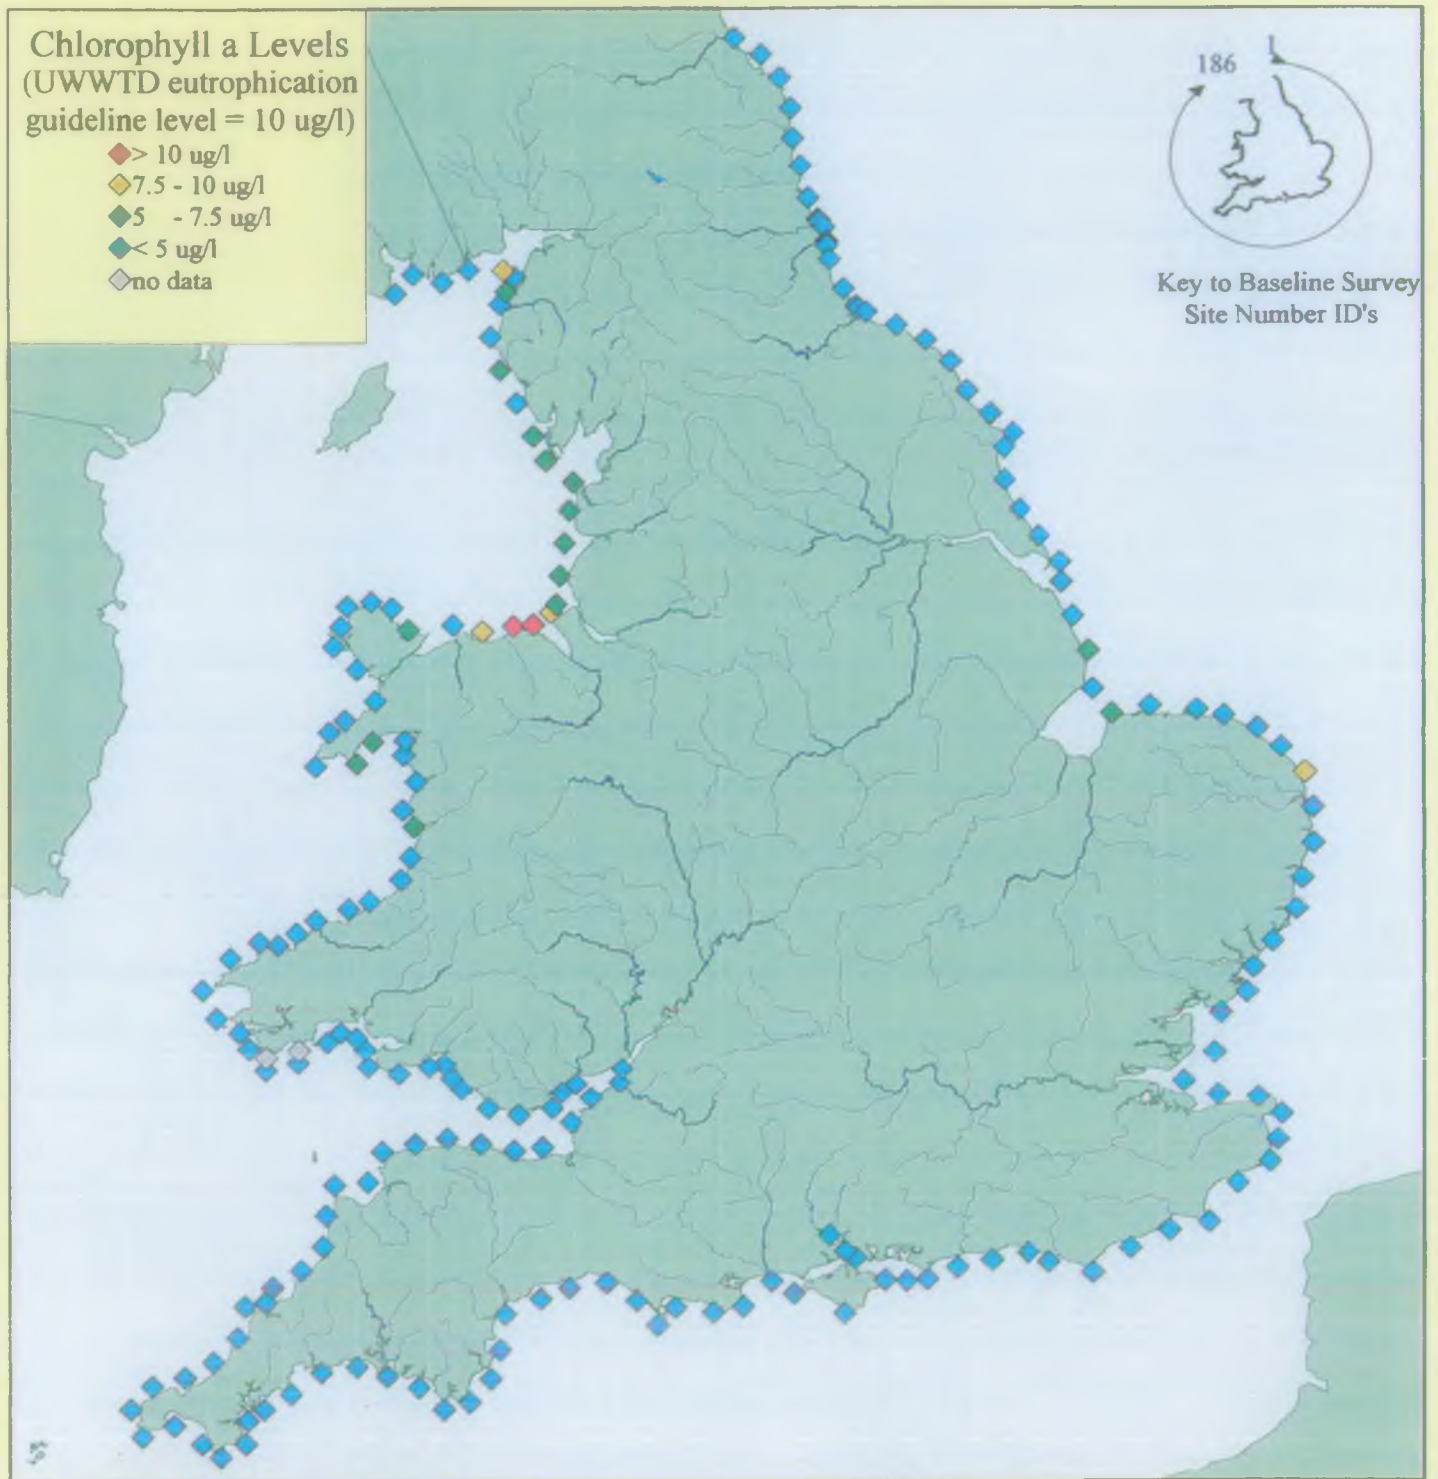 Chlorophyll a Levels
(UWWTD eutrophication
guideline level = 10 ug/l)
> 10 ug/l
7.5 - 10 ug/l
5 - 7.5 ug/l
< 5 ug/l
no data
1
186
Key to Baseline Survey
Site Number ID's